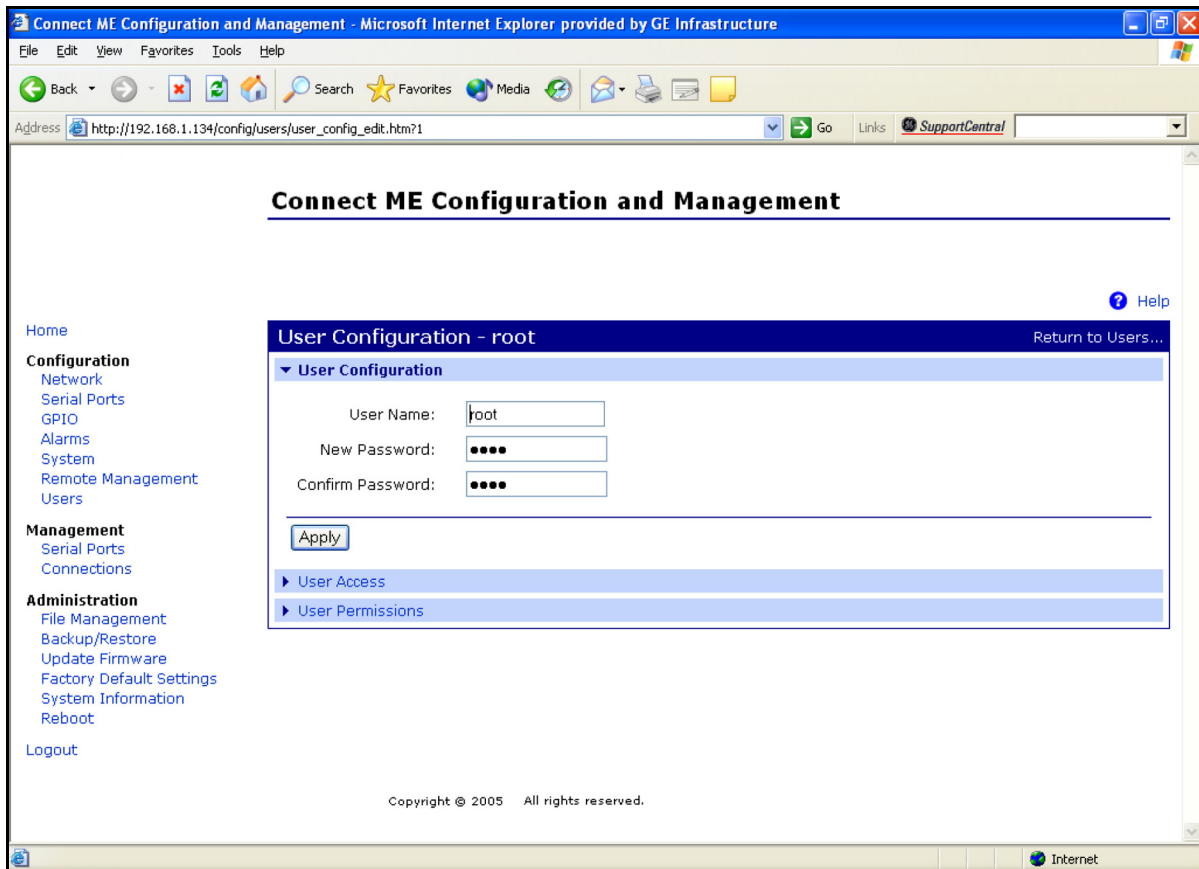 Connect ME Configuration and Management - Microsoft Internet Explorer provided by GE Infrastructure
File Edit View Favorites Tools Help
Back Search Favorites Media
Address http://192.168.1.134/config/users/user_config_edit.htm?1 Go Links SupportCentral
Connect ME Configuration and Management
Help
Home
Configuration
Network
Serial Ports
GPIO
Alarms
System
Remote Management
Users
Management
Serial Ports
Connections
Administration
File Management
Backup/Restore
Update Firmware
Factory Default Settings
System Information
Reboot
Logout
User Configuration - root Return to Users...
User Configuration
User Name: root
New Password: ●●●●
Confirm Password: ●●●●
Apply
User Access
User Permissions
Copyright © 2005 All rights reserved.
Internet